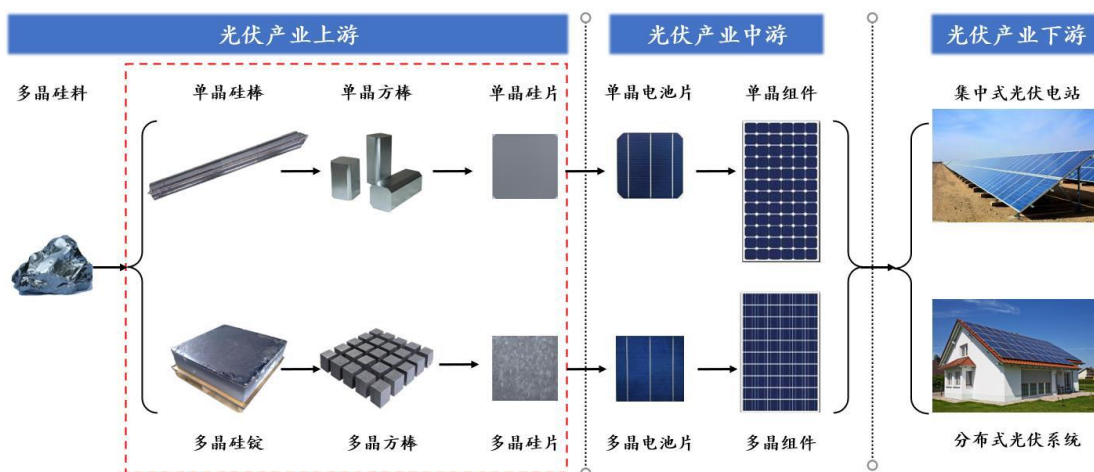 光伏产业上游
光伏产业中游
光伏产业下游
多晶硅料
单晶硅棒
单晶方棒
单晶硅片
单晶电池片
单晶组件
集中式光伏电站
多晶硅锭
多晶方棒
多晶硅片
多晶电池片
多晶组件
分布式光伏系统